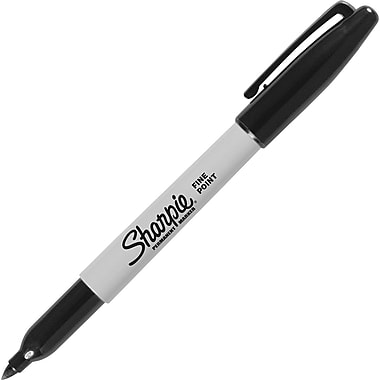 Sharpie®
PERMANENT MARKER
FINE
POINT